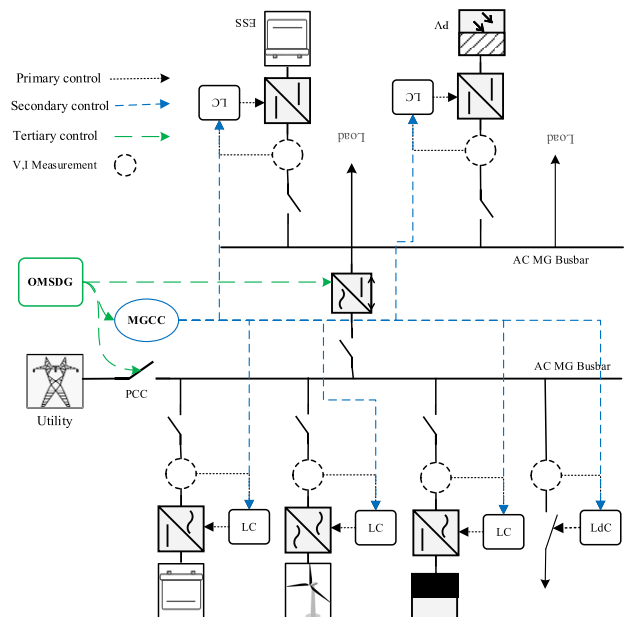 ESS
PV
Primary control
LC
LC
Secondary control
Tertiary control
Load
Load
V,I Measurement
AC MG Busbar
OMSDG
MGCC
AC MG Busbar
PCC
Utility
LC
LC
LC
LdC